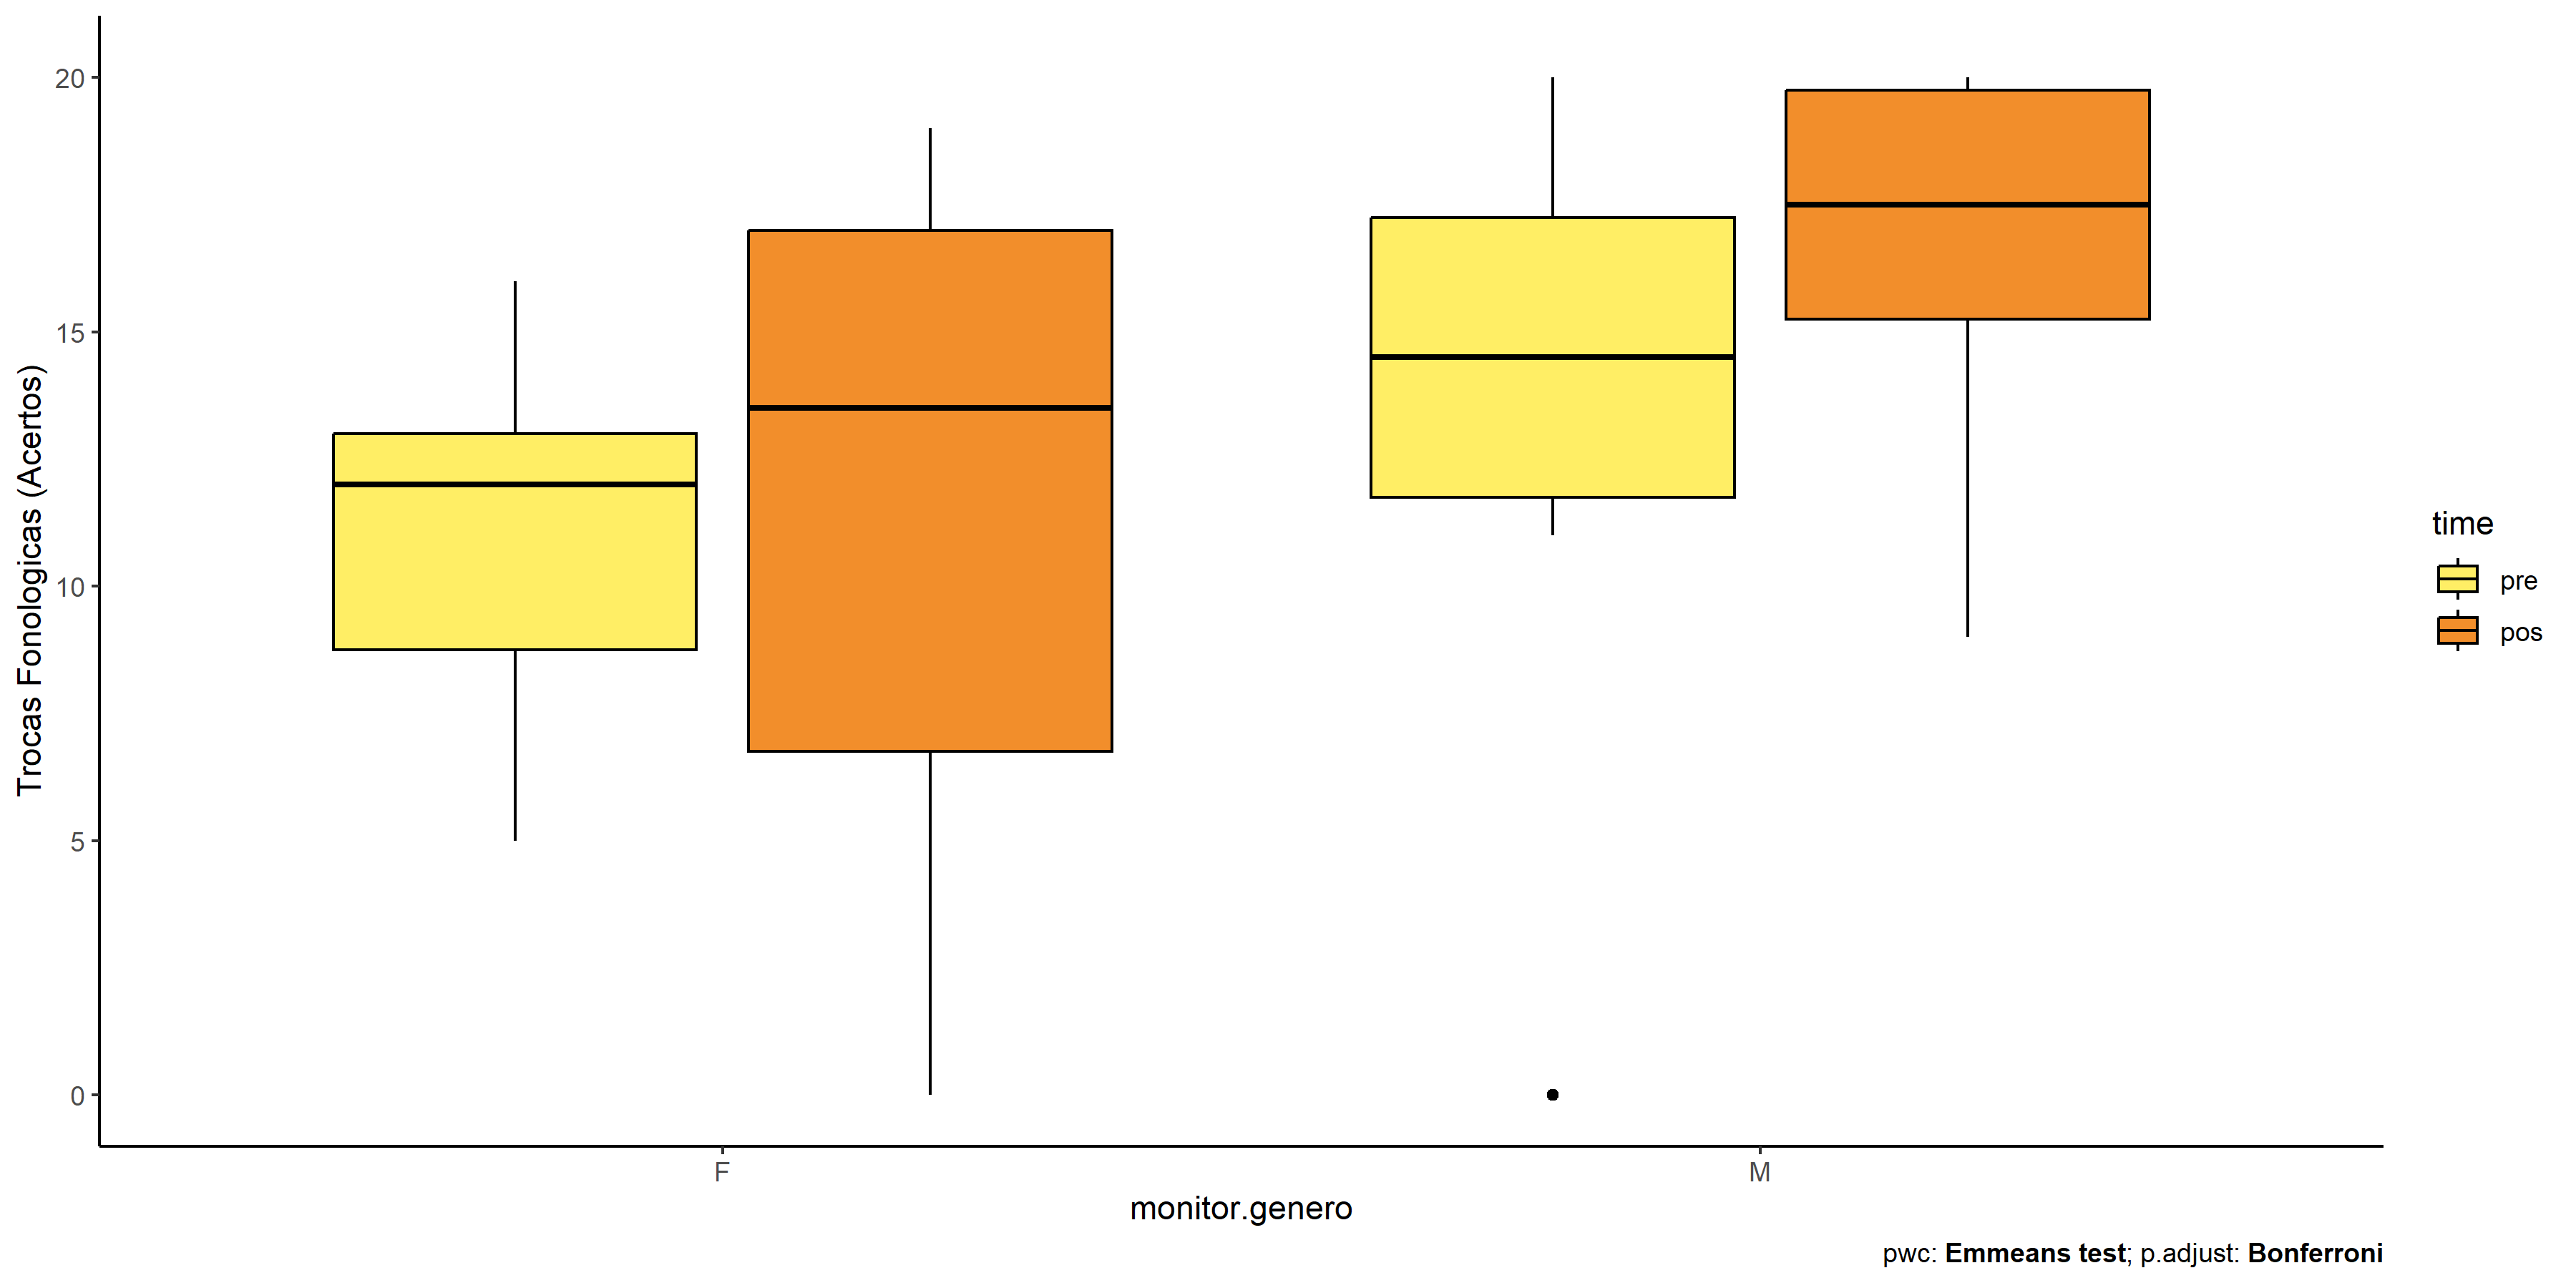 Trocas Fonologicas (Acertos)
20
15
10
5
0
F
M
monitor.genero
time
pre
pos
pwc: Emmeans test; p.adjust: Bonferroni